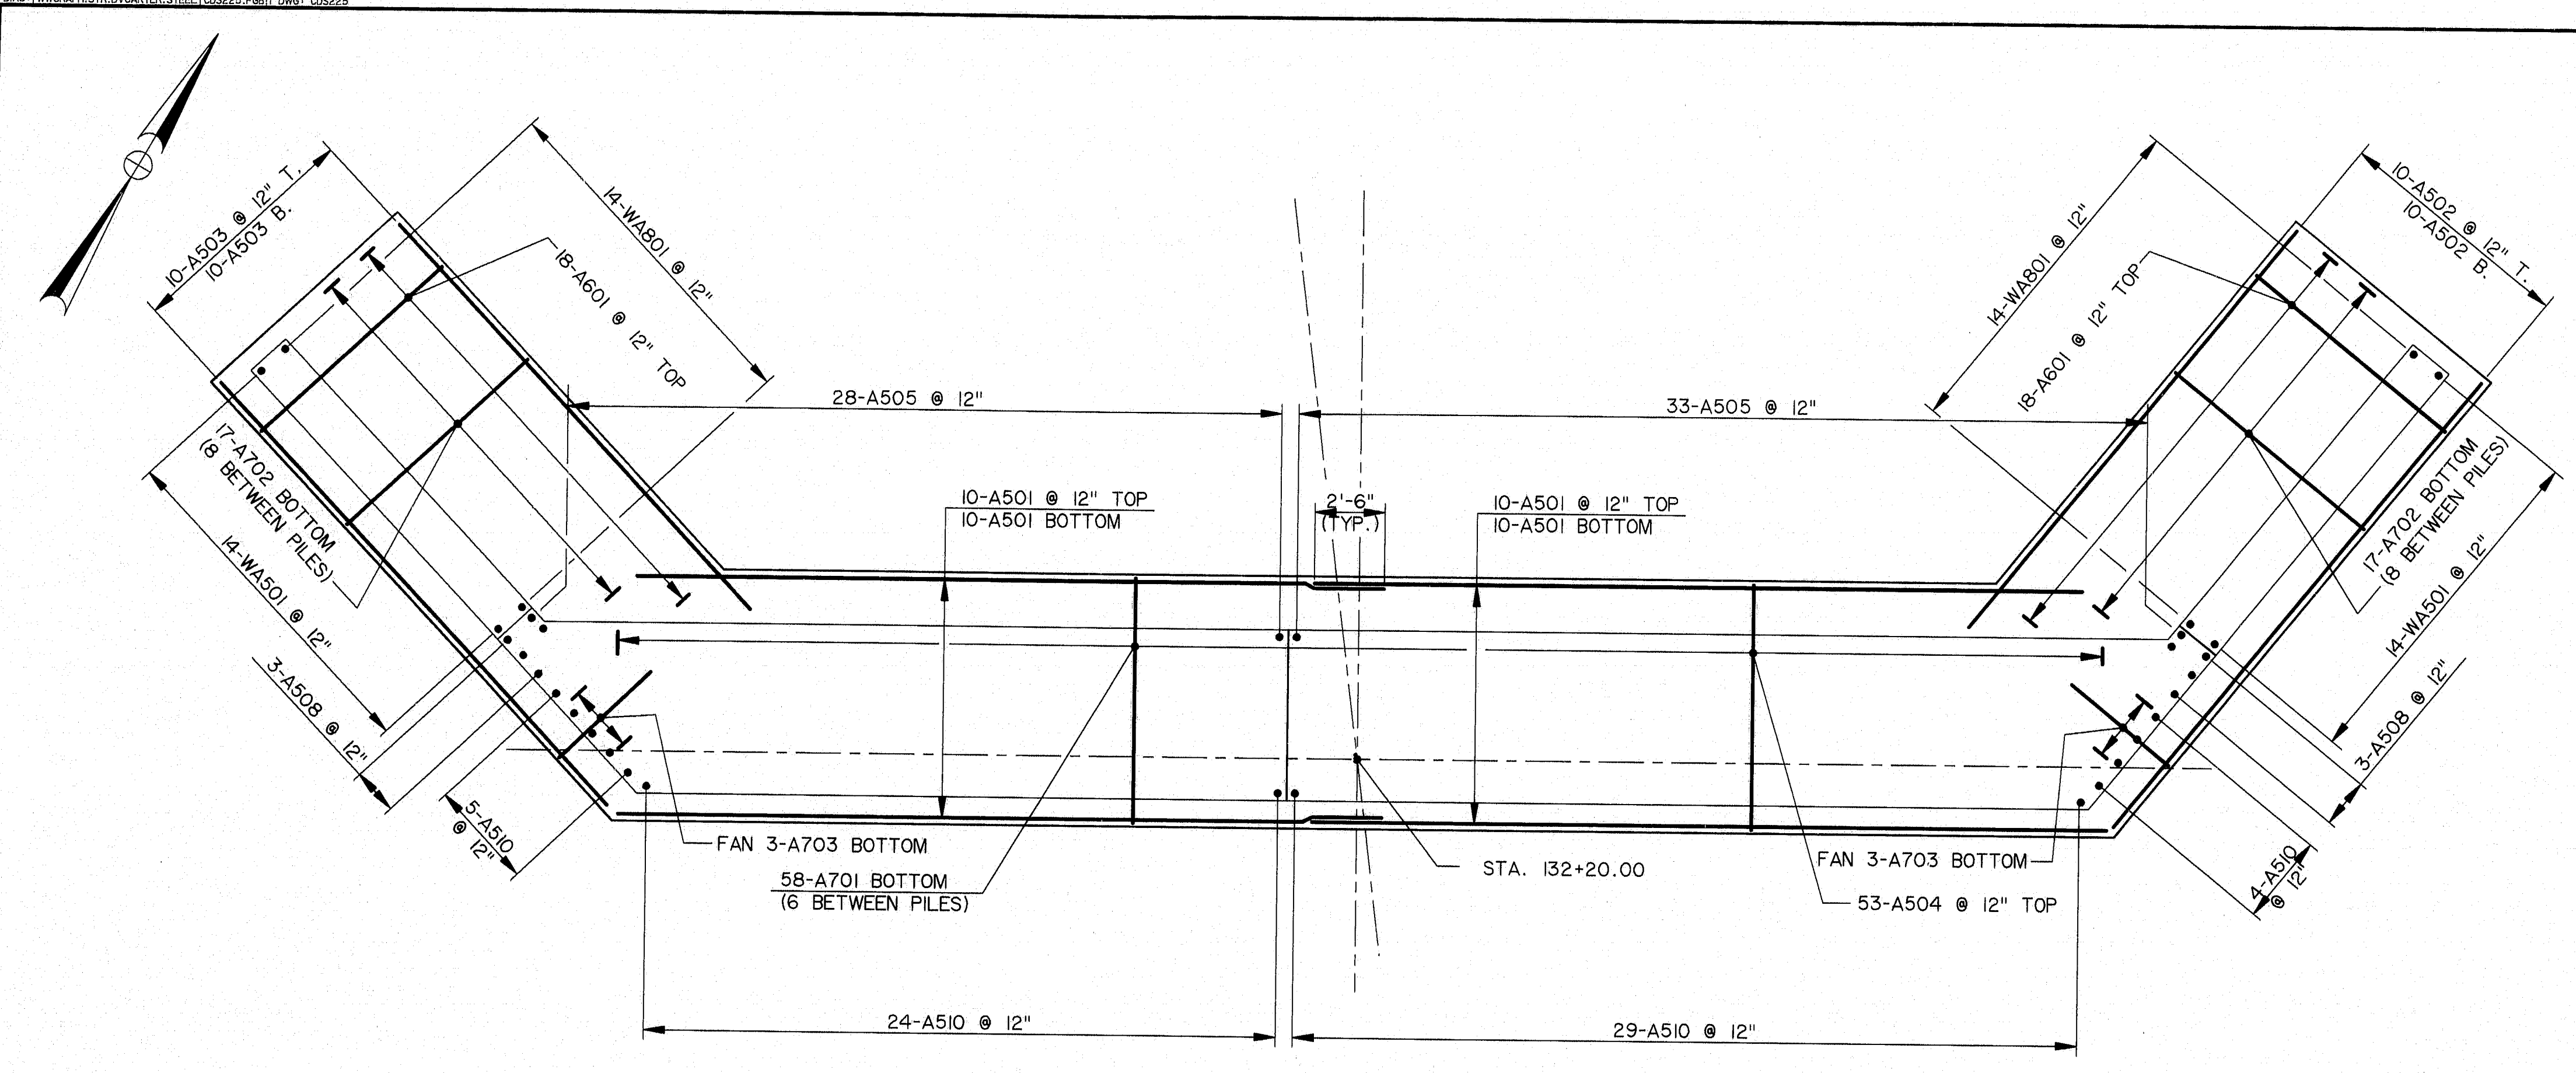 10-A503 @ 12" T.
10-A503 B.
14-WA801 @ 12"
18-A601 @ 12" TOP
17-A702 BOTTOM
(8 BETWEEN PILES)
14-WA501 @ 12"
3-A508 @ 12"
5-A510
@ 12"
28-A505 @ 12"
33-A505 @ 12"
10-A501 @ 12" TOP
10-A501 BOTTOM
2'-6"
(TYP.)
10-A501 @ 12" TOP
10-A501 BOTTOM
14-WA801 @ 12"
18-A601 @ 12" TOP
10-A502 @ 12" T.
10-A502 B.
17-A702 BOTTOM
(8 BETWEEN PILES)
14-WA501 @ 12"
3-A508 @ 12"
4-A510
@ 12"
FAN 3-A703 BOTTOM
58-A701 BOTTOM
(6 BETWEEN PILES)
STA. 132+20.00
FAN 3-A703 BOTTOM
53-A504 @ 12" TOP
24-A510 @ 12"
29-A510 @ 12"